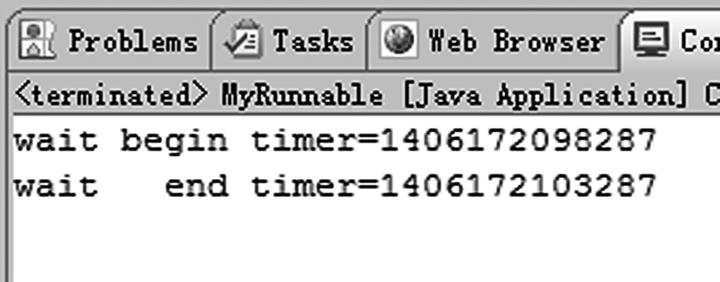 Problems Tasks Web Browser Co
<terminated> MyRunnable [Java Application] C
wait begin timer=1406172098287
wait   end timer=1406172103287